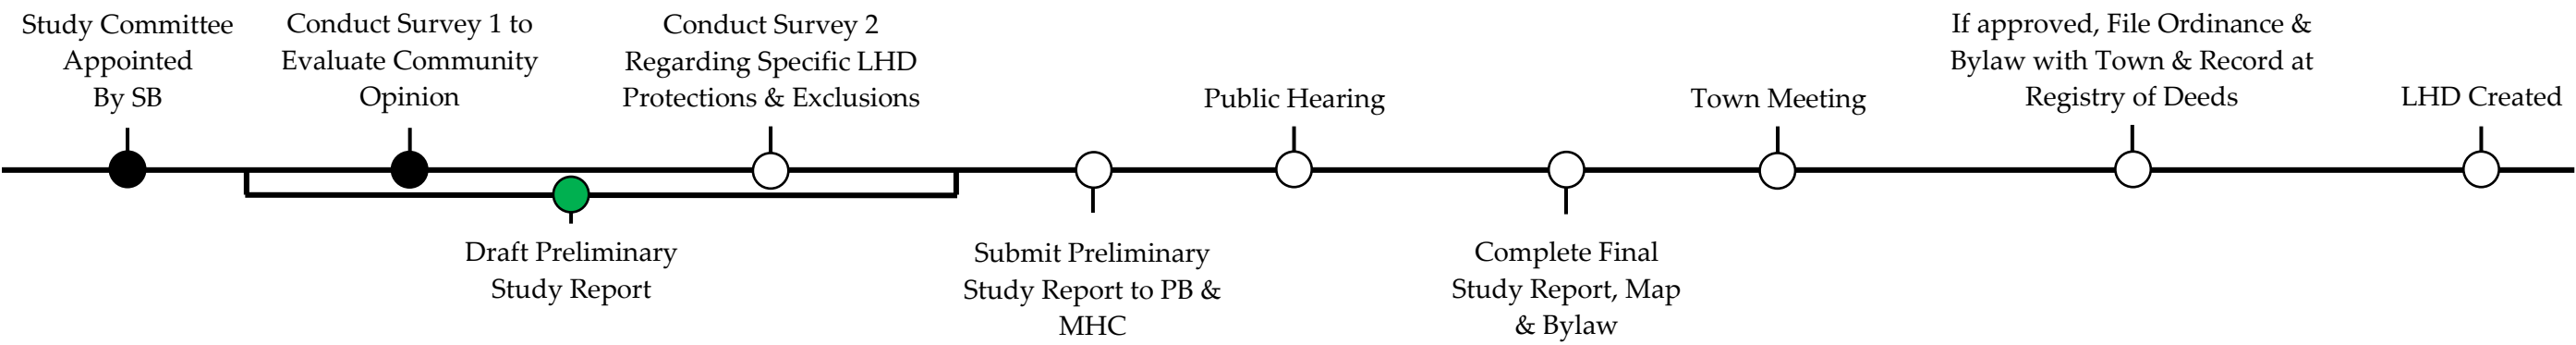 Study Committee
Appointed
By SB
Conduct Survey 1 to
Evaluate Community
Opinion
Conduct Survey 2
Regarding Specific LHD
Protections & Exclusions
Public Hearing
Town Meeting
If approved, File Ordinance &
Bylaw with Town & Record at
Registry of Deeds
LHD Created
Draft Preliminary
Study Report
Submit Preliminary
Study Report to PB &
MHC
Complete Final
Study Report, Map
& Bylaw